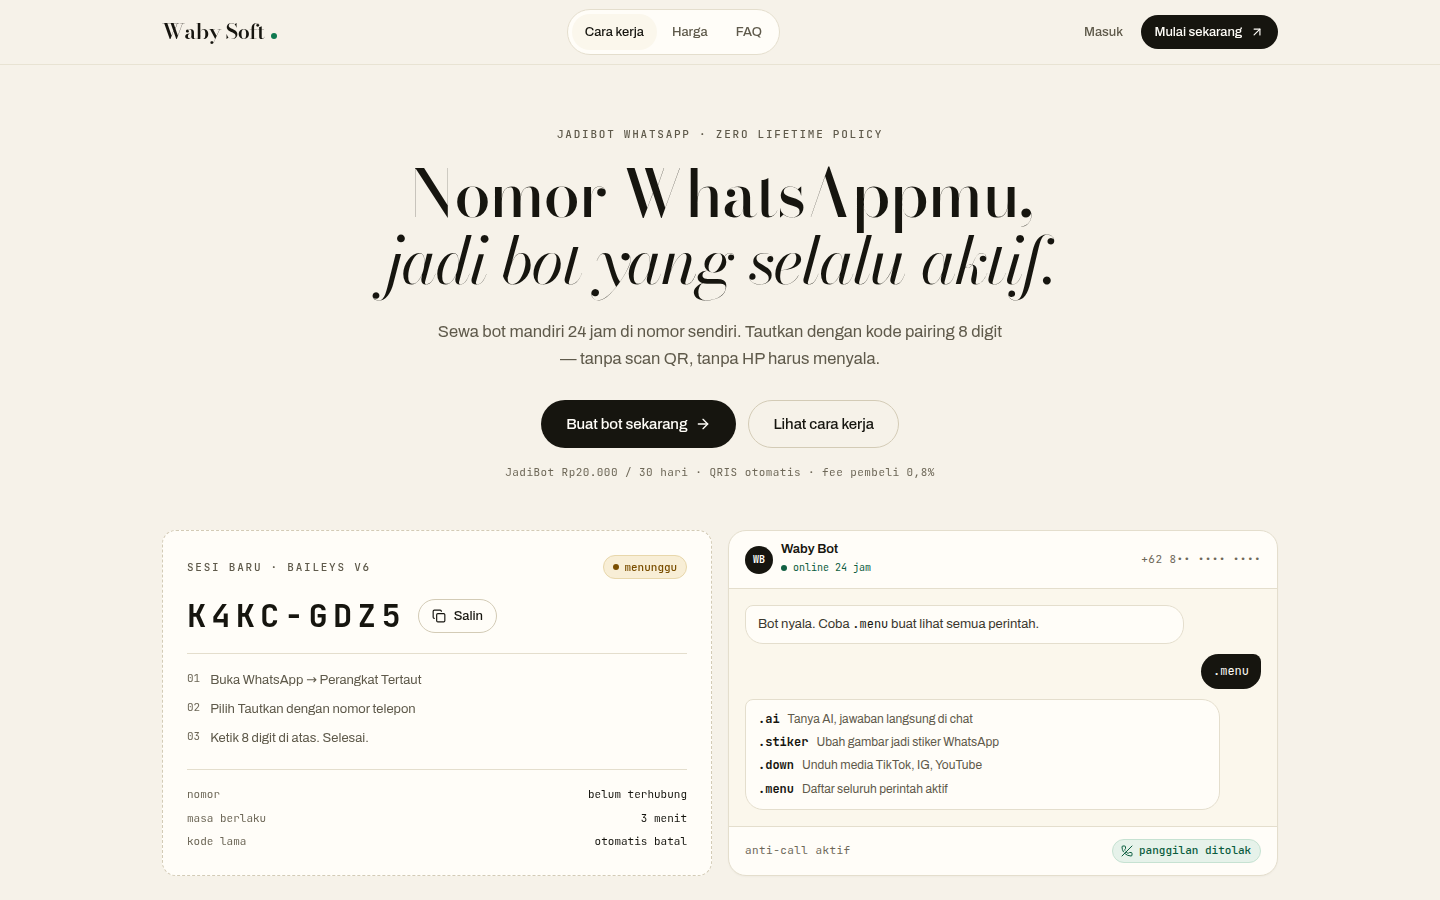 Waby Soft
Cara kerja
Harga
FAQ
Masuk
Mulai sekarang
JADIBOT WHATSAPP · ZERO LIFETIME POLICY
Nomor WhatsAppmu,
jadi bot yang selalu aktif.
Sewa bot mandiri 24 jam di nomor sendiri. Tautkan dengan kode pairing 8 digit
— tanpa scan QR, tanpa HP harus menyala.
Buat bot sekarang
Lihat cara kerja
JadiBot Rp20.000 / 30 hari · QRIS otomatis · fee pembeli 0,8%
SESI BARU · BAILEYS V6
menunggu
K4KC-GDZ5
Salin
01 Buka WhatsApp → Perangkat Tertaut
02 Pilih Tautkan dengan nomor telepon
03 Ketik 8 digit di atas. Selesai.
nomor belum terhubung
masa berlaku 3 menit
kode lama otomatis batal
WB
Waby Bot
online 24 jam
+62 8•• •••• ••••
Bot nyala. Coba .menu buat lihat semua perintah.
.menu
.ai Tanya AI, jawaban langsung di chat
.stiker Ubah gambar jadi stiker WhatsApp
.down Unduh media TikTok, IG, YouTube
.menu Daftar seluruh perintah aktif
anti-call aktif
panggilan ditolak